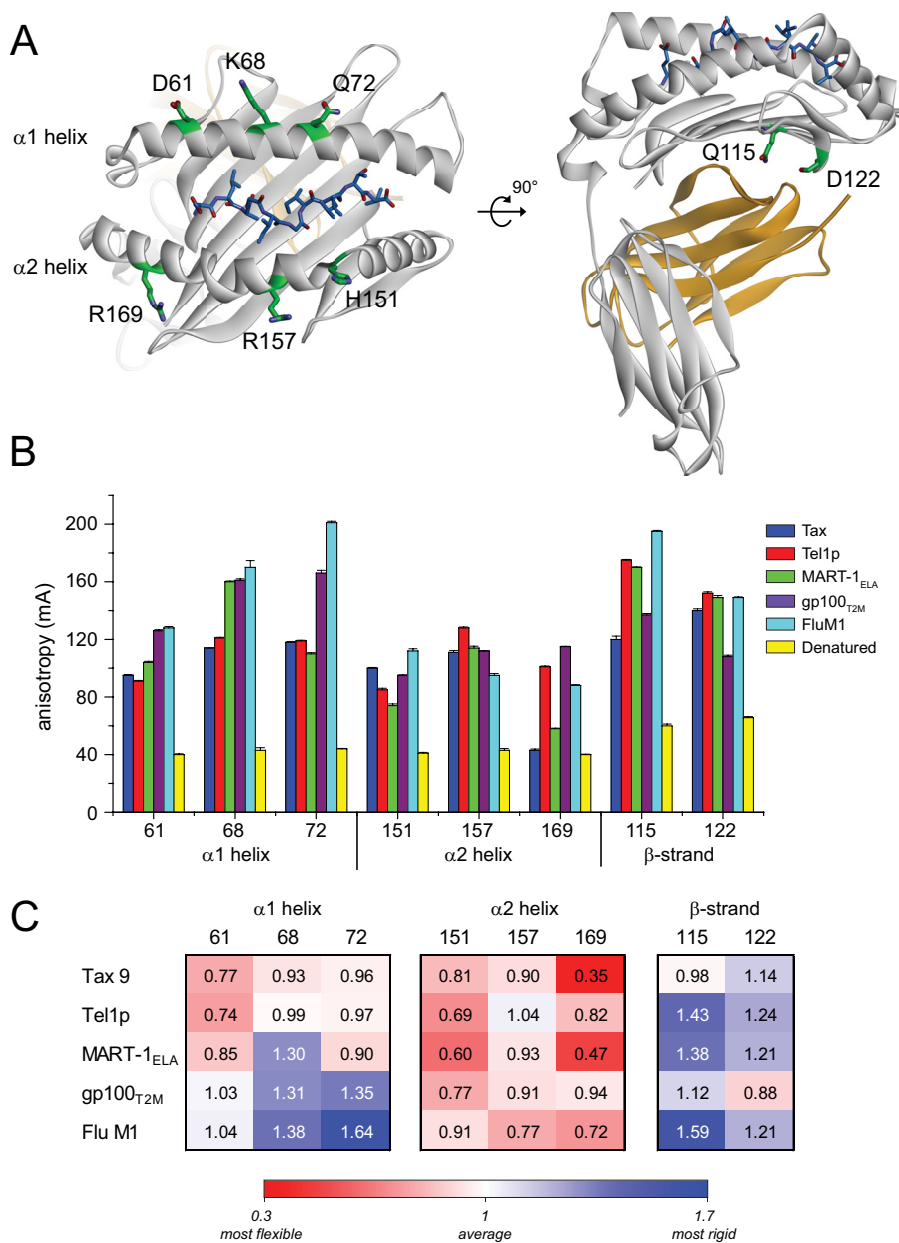 A
D61 K68 Q72
α1 helix
α2 helix
R169 R157 H151
90°
Q115
D122
B
anisotropy (mA)
200
160
120
80
40
0
61 68 72 151 157 169 115 122
α1 helix α2 helix β-strand
Tax
Tel1p
MART-1ELA
gp100T2M
FluM1
Denatured
C
α1 helix α2 helix β-strand
61 68 72 151 157 169 115 122
Tax 9 0.77 0.93 0.96 0.81 0.90 0.35 0.98 1.14
Tel1p 0.74 0.99 0.97 0.69 1.04 0.82 1.43 1.24
MART-1ELA 0.85 1.30 0.90 0.60 0.93 0.47 1.38 1.21
gp100T2M 1.03 1.31 1.35 0.77 0.91 0.94 1.12 0.88
Flu M1 1.04 1.38 1.64 0.91 0.77 0.72 1.59 1.21
0.3 1 1.7
most flexible average most rigid